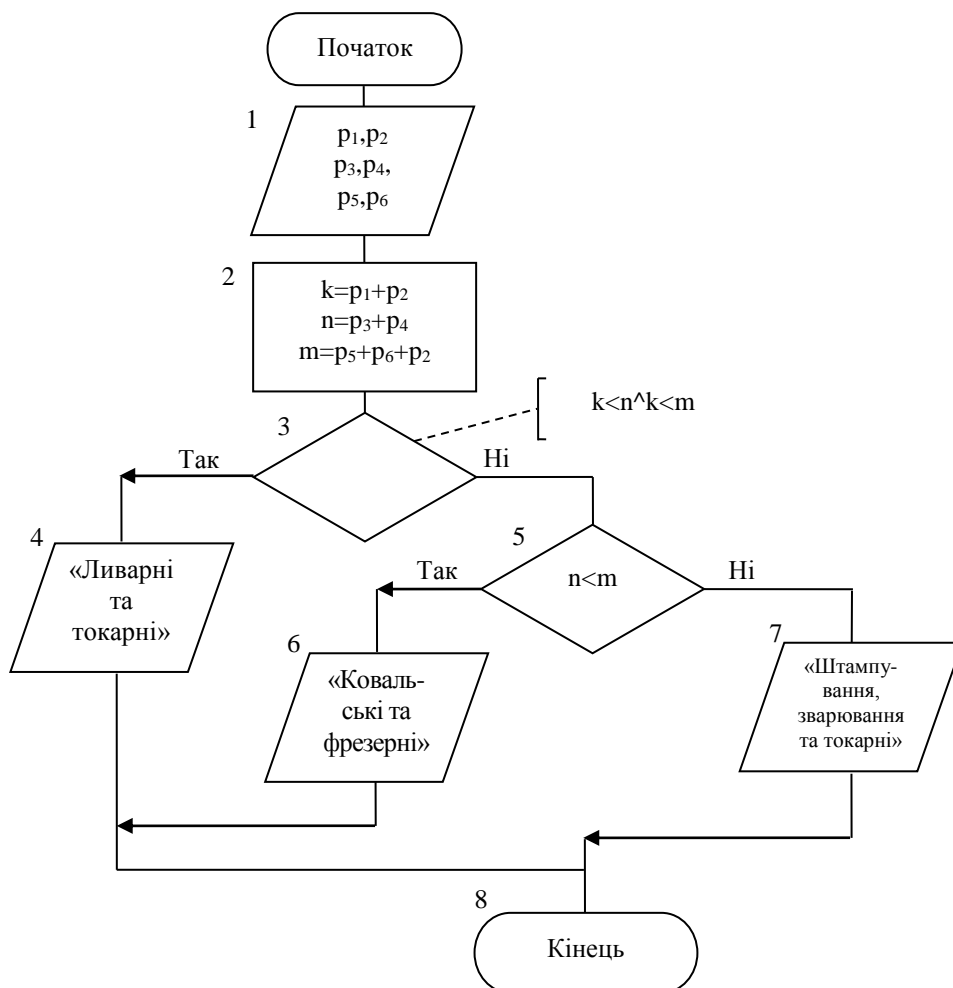 Початок
1
p₁,p₂
p₃,p₄,
p₅,p₆
2
k=p₁+p₂
n=p₃+p₄
m=p₅+p₆+p₂
k<n^k<m
3
Так
Ні
4
«Ливарні
та
токарні»
5
n<m
Так
Ні
6
«Коваль-
ські та
фрезерні»
7
«Штампу-
вання,
зварювання
та токарні»
8
Кінець